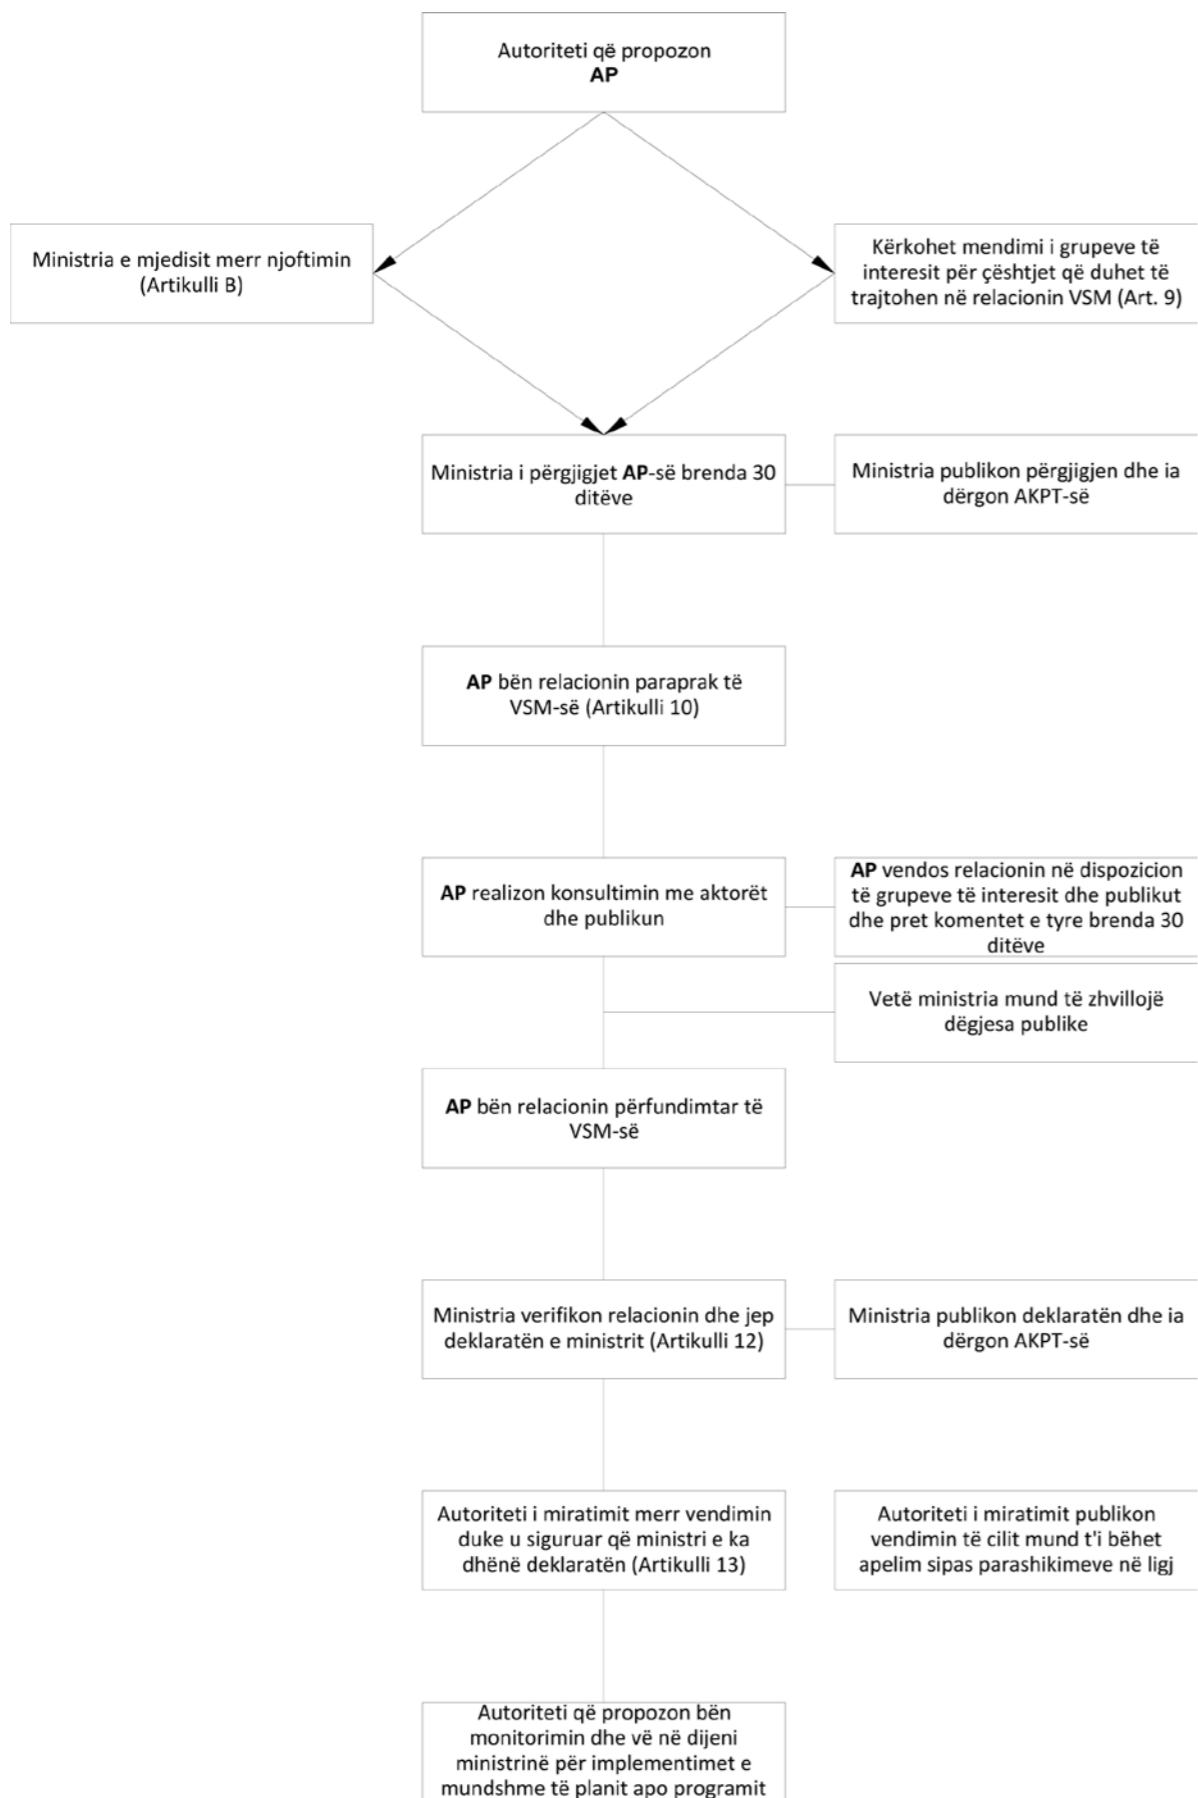 Autoriteti që propozon
AP
Ministria e mjedisit merr njoftimin
(Artikulli B)
Kërkohet mendimi i grupeve të
interesit për çështjet që duhet të
trajtohen në relacionin VSM (Art. 9)
Ministria i përgjigjet AP-së brenda 30
ditëve
Ministria publikon përgjigjen dhe ia
dërgon AKPT-së
AP bën relacionin paraprak të
VSM-së (Artikulli 10)
AP realizon konsultimin me aktorët
dhe publikun
AP vendos relacionin në dispozicion
të grupeve të interesit dhe publikut
dhe pret komentet e tyre brenda 30
ditëve
Vetë ministria mund të zhvillojë
dëgjesa publike
AP bën relacionin përfundimtar të
VSM-së
Ministria verifikon relacionin dhe jep
deklaratën e ministrit (Artikulli 12)
Ministria publikon deklaratën dhe ia
dërgon AKPT-së
Autoriteti i miratimit merr vendimin
duke u siguruar që ministri e ka
dhënë deklaratën (Artikulli 13)
Autoriteti i miratimit publikon
vendimin të cilit mund t'i bëhet
apelim sipas parashikimeve në ligj
Autoriteti që propozon bën
monitorimin dhe vë në dijeni
ministrinë për implementimet e
mundshme të planit apo programit